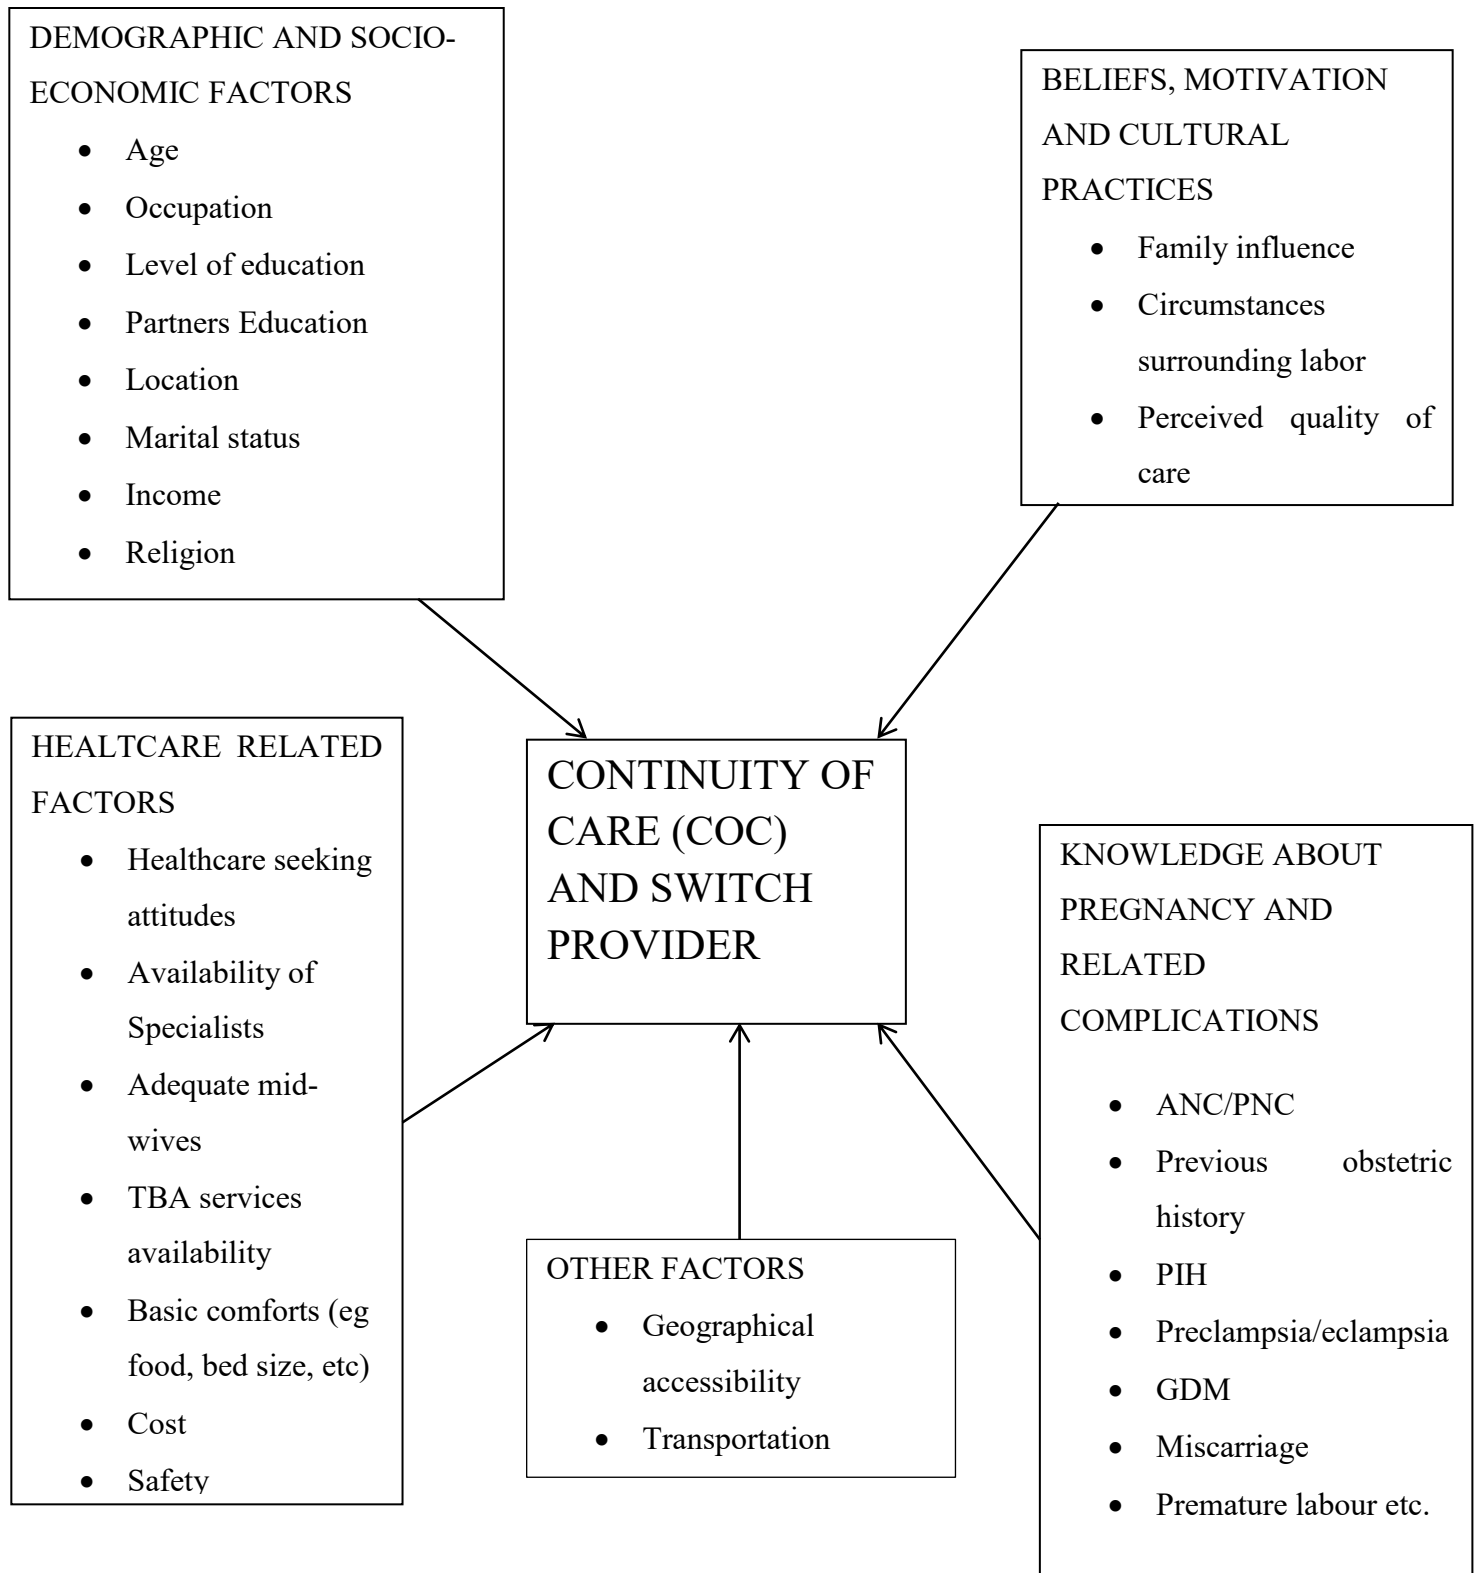 DEMOGRAPHIC AND SOCIO-
ECONOMIC FACTORS
• Age
• Occupation
• Level of education
• Partners Education
• Location
• Marital status
• Income
• Religion
BELIEFS, MOTIVATION
AND CULTURAL
PRACTICES
• Family influence
• Circumstances
surrounding labor
• Perceived quality of
care
HEALTCARE RELATED
FACTORS
• Healthcare seeking
attitudes
• Availability of
Specialists
• Adequate mid-
wives
• TBA services
availability
• Basic comforts (eg
food, bed size, etc)
• Cost
• Safety
CONTINUITY OF
CARE (COC)
AND SWITCH
PROVIDER
OTHER FACTORS
• Geographical
accessibility
• Transportation
KNOWLEDGE ABOUT
PREGNANCY AND
RELATED
COMPLICATIONS
• ANC/PNC
• Previous obstetric
history
• PIH
• Preclampsia/eclampsia
• GDM
• Miscarriage
• Premature labour etc.